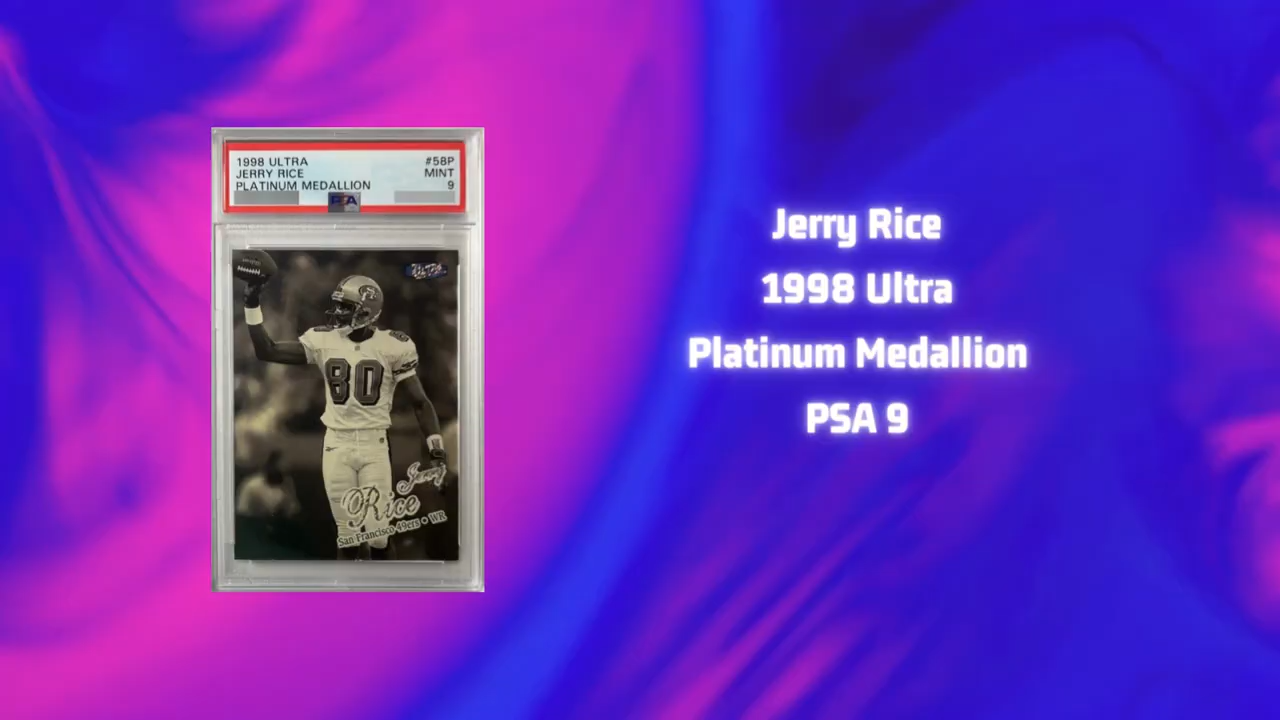 1998 ULTRA #58P
JERRY RICE MINT
PLATINUM MEDALLION 9
PSA
ULTRA
80
Jerry
Rice
San Francisco 49ers • WR
Jerry Rice
1998 Ultra
Platinum Medallion
PSA 9